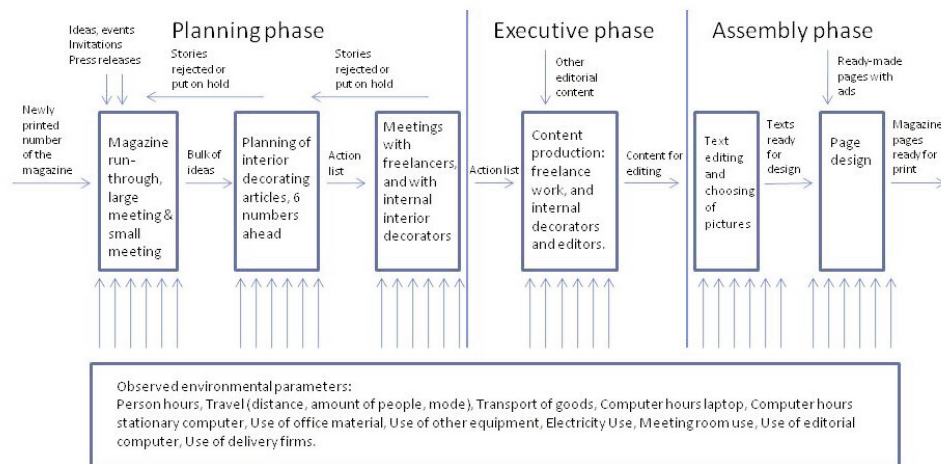 Planning phase
Executive phase
Assembly phase
Ideas, events
Invitations
Press releases
Stories
rejected or
put on hold
Stories
rejected or
put on hold
Other
editorial
content
Ready-made
pages with
ads
Newly
printed
number
of the
magazine
Magazine
run-
through,
large
meeting &
small
meeting
Bulk of
ideas
Planning of
interior
decorating
articles, 6
numbers
ahead
Action
list
Meetings
with
freelancers,
and with
internal
interior
decorators
Action list
Content
production:
freelance
work, and
internal
decorators
and editors.
Content for
editing
Text
editing
and
choosing
of
pictures
Texts
ready
for
design
Page
design
Magazine
pages
ready for
print
Observed environmental parameters:
Person hours, Travel (distance, amount of people, mode), Transport of goods, Computer hours laptop, Computer hours
stationary computer, Use of office material, Use of other equipment, Electricity Use, Meeting room use, Use of editorial
computer, Use of delivery firms.